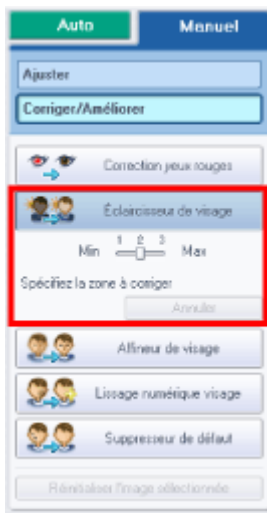 Auto Manuel
Ajuster
Corriger/Améliorer
Correction yeux rouges
Éclaircisseur de visage
1 2 3
Min Max
Spécifiez la zone à corriger
Annuler
Affineur de visage
Lissage numérique visage
Suppresseur de défaut
Réinitialiser l'image sélectionnée